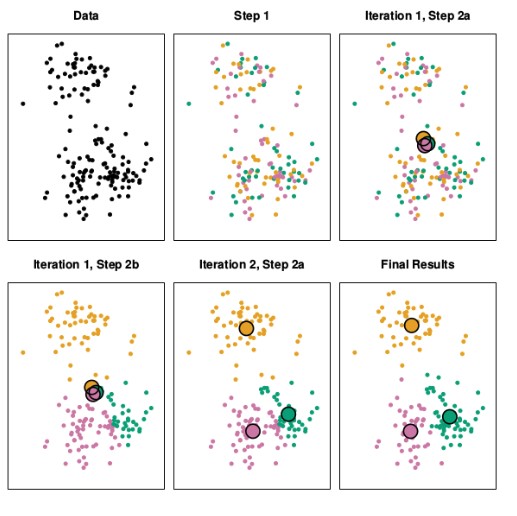 Data
Step 1
Iteration 1, Step 2a
Iteration 1, Step 2b
Iteration 2, Step 2a
Final Results